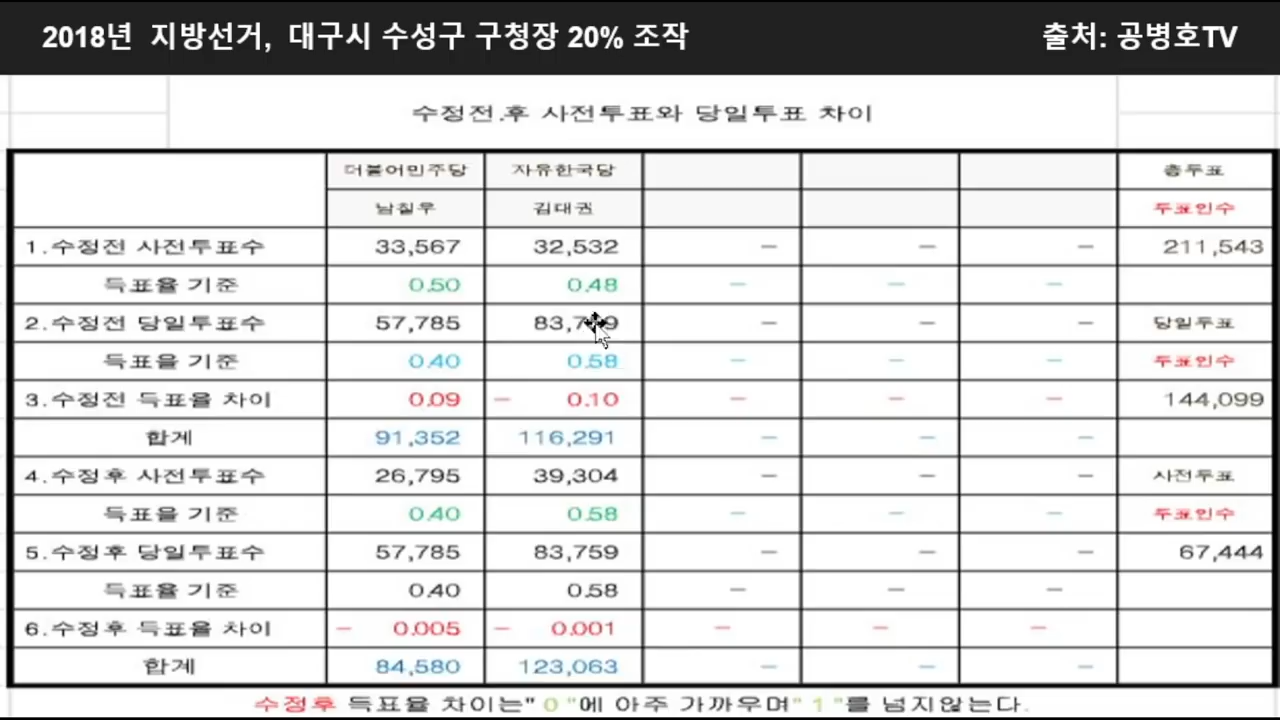 2018년 지방선거, 대구시 수성구 구청장 20% 조작 출처: 공병호TV
수정전.후 사전투표와 당일투표 차이
더불어민주당 자유한국당 총투표
남칠우 김대권 투표인수
1.수정전 사전투표수 33,567 32,532 － － － 211,543
득표율 기준 0.50 0.48 － － －
2.수정전 당일투표수 57,785 － － － 당일투표
득표율 기준 0.40 0.58 － － － 투표인수
3.수정전 득표율 차이 0.09 － 0.10 － － － 144,099
합계 91,352 116,291 － － －
4.수정후 사전투표수 26,795 39,304 － － － 사전투표
득표율 기준 0.40 0.58 － － － 투표인수
5.수정후 당일투표수 57,785 83,759 － － － 67,444
득표율 기준 0.40 0.58 － － －
6.수정후 득표율 차이 － 0.005 － 0.001 － － －
합계 84,580 123,063 － － －
수정후 득표율 차이는" 0 "에 아주 가까우며" 1 "를 넘지않는다.